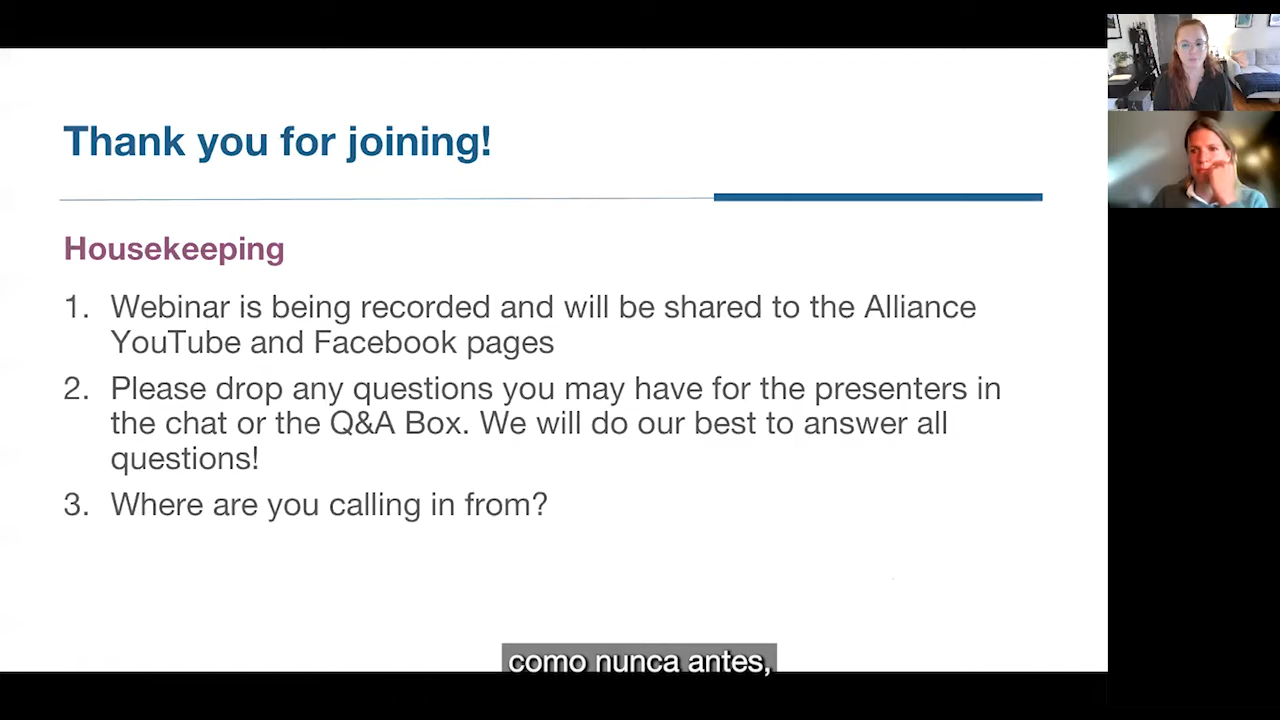 Thank you for joining!
Housekeeping
1. Webinar is being recorded and will be shared to the Alliance
YouTube and Facebook pages
2. Please drop any questions you may have for the presenters in
the chat or the Q&A Box. We will do our best to answer all
questions!
3. Where are you calling in from?
como nunca antes,